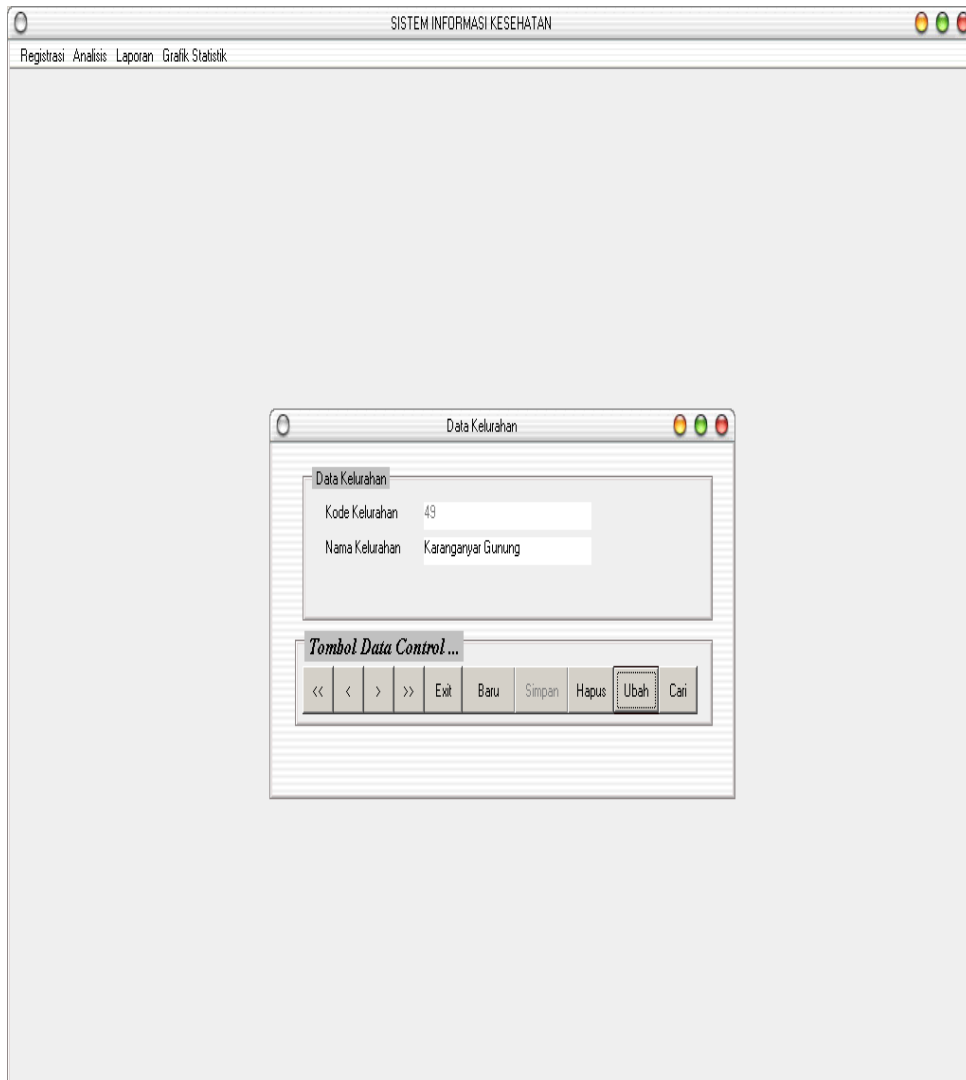 SISTEM INFORMASI KESEHATAN
Registrasi Analisis Laporan Grafik Statistik
Data Kelurahan
Data Kelurahan
Kode Kelurahan 49
Nama Kelurahan Karanganyar Gunung
Tombol Data Control ...
<< < > >> Exit Baru Simpan Hapus Ubah Cari